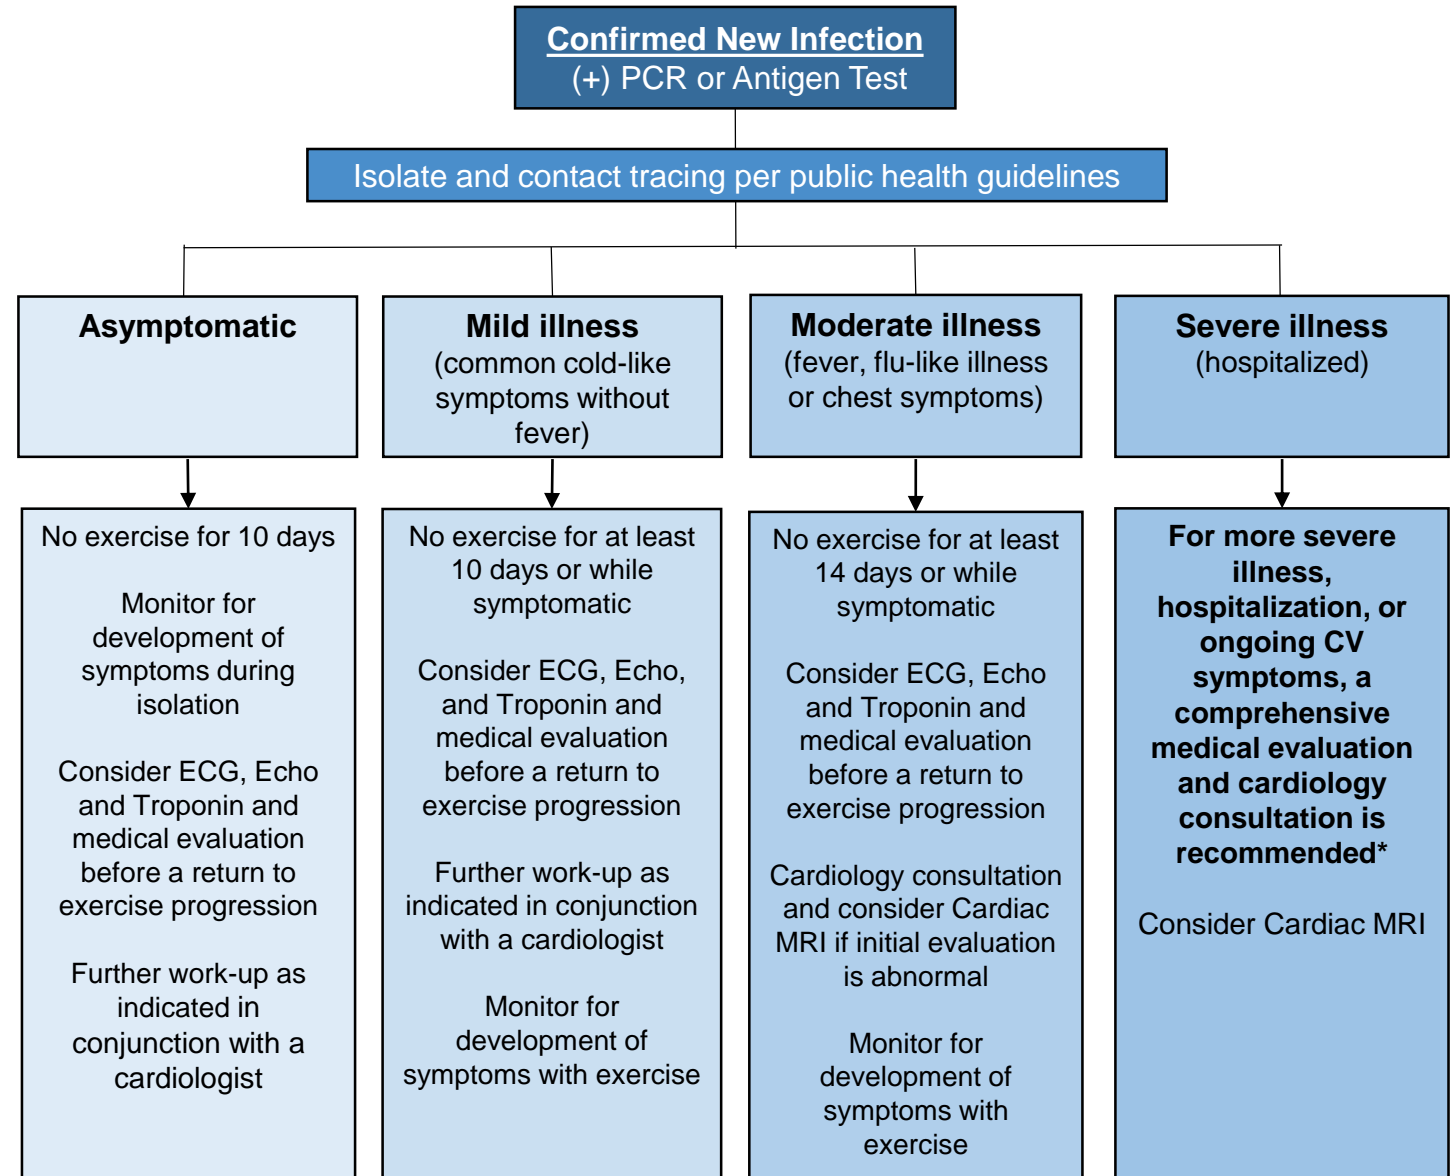 Confirmed New Infection
(+) PCR or Antigen Test
Isolate and contact tracing per public health guidelines
Asymptomatic
Mild illness
(common cold-like
symptoms without
fever)
Moderate illness
(fever, flu-like illness
or chest symptoms)
Severe illness
(hospitalized)
No exercise for 10 days
Monitor for
development of
symptoms during
isolation
Consider ECG, Echo
and Troponin and
medical evaluation
before a return to
exercise progression
Further work-up as
indicated in
conjunction with a
cardiologist
No exercise for at least
10 days or while
symptomatic
Consider ECG, Echo,
and Troponin and
medical evaluation
before a return to
exercise progression
Further work-up as
indicated in conjunction
with a cardiologist
Monitor for
development of
symptoms with exercise
No exercise for at least
14 days or while
symptomatic
Consider ECG, Echo
and Troponin and
medical evaluation
before a return to
exercise progression
Cardiology consultation
and consider Cardiac
MRI if initial evaluation
is abnormal
Monitor for
development of
symptoms with
exercise
For more severe
illness,
hospitalization, or
ongoing CV
symptoms, a
comprehensive
medical evaluation
and cardiology
consultation is
recommended*
Consider Cardiac MRI